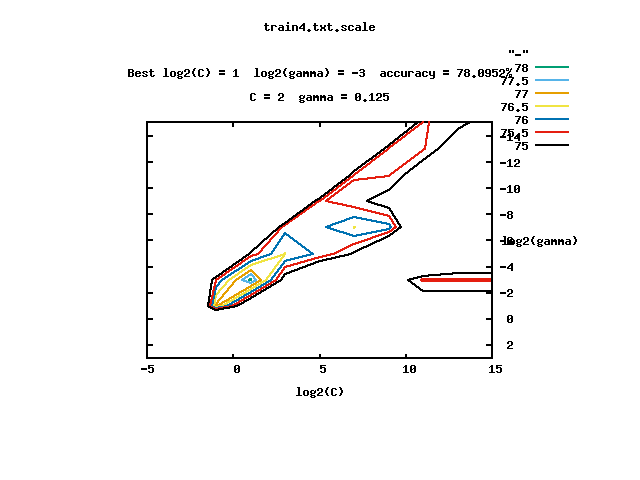 train4.txt.scale
"-"
78
Best log2(C) = 1 log2(gamma) = -3 accuracy = 78.0952%
77.5
77
C = 2 gamma = 0.125
76.5
76
75.5
-14
75
-12
-10
-8
log2(gamma)
-4
-2
0
2
-5 0 5 10 15
log2(C)